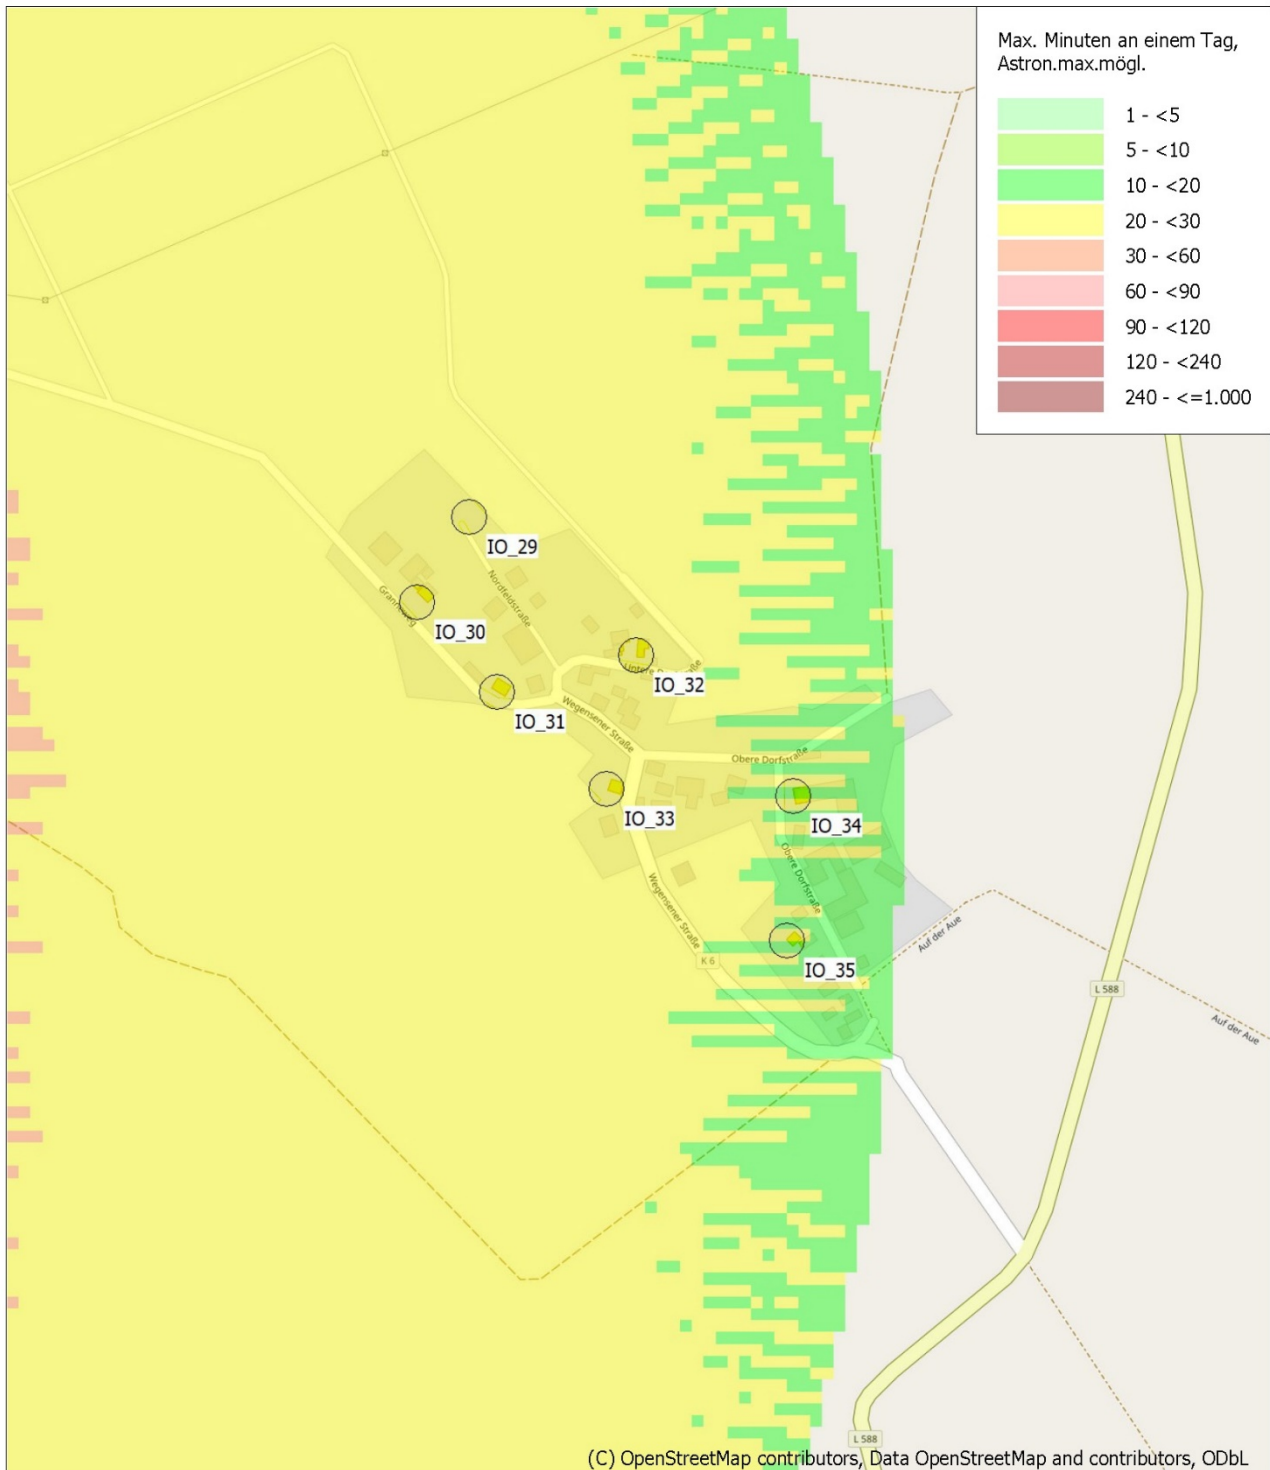 Max. Minuten an einem Tag,
Astron.max.mögl.
1 - <5
5 - <10
10 - <20
20 - <30
30 - <60
60 - <90
90 - <120
120 - <240
240 - <=1.000
IO_29
Nordfeldstraße
IO_30
IO_32
IO_31
Wegensener Straße
Obere Dorfstraße
IO_33
IO_34
Obere Dorfstraße
Wegensener Straße
Auf der Aue
K 6
IO_35
L 588
Auf der Aue
L 588
(C) OpenStreetMap contributors, Data OpenStreetMap and contributors, ODbL